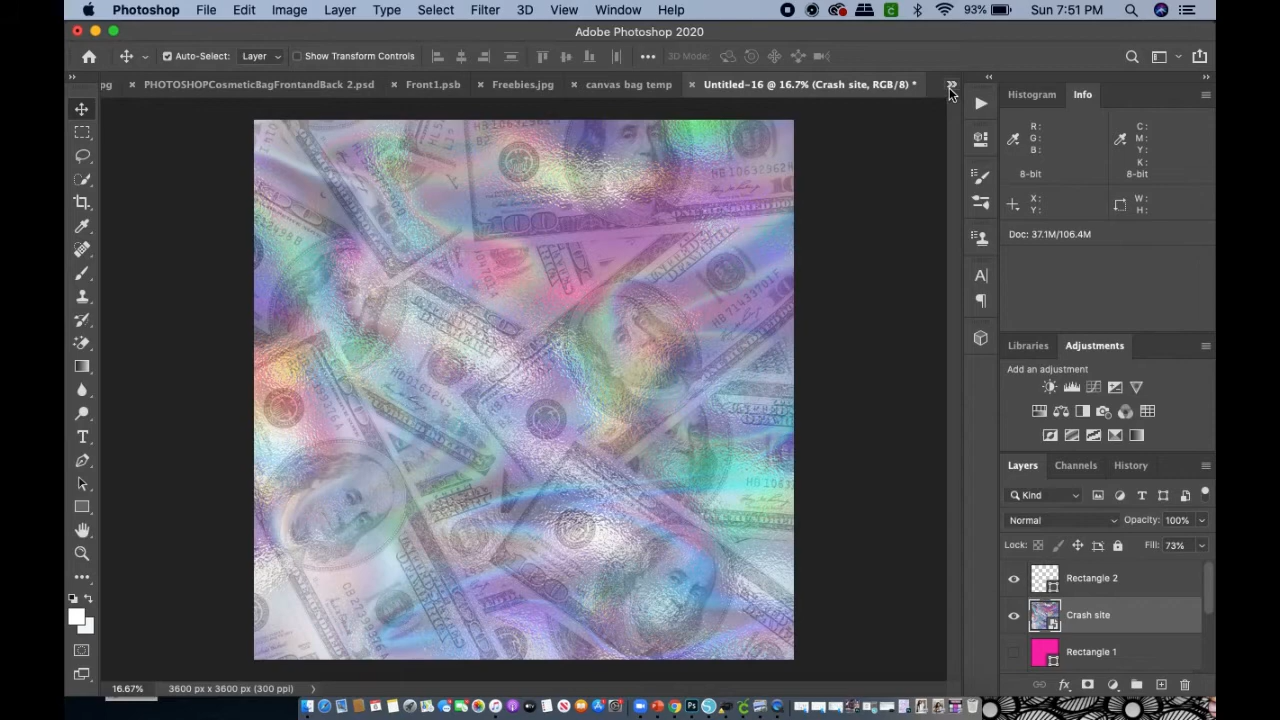 Photoshop File Edit Image Layer Type Select Filter 3D View Window Help 93% Sun 7:51 PM
Adobe Photoshop 2020
Auto-Select: Layer Show Transform Controls 3D Mode:
pg PHOTOSHOPCosmeticBagFrontandBack 2.psd Front1.psb Freebies.jpg canvas bag temp Untitled-16 @ 16.7% (Crash site, RGB/8) *
Histogram Info
R: C:
G: M:
B: Y:
K:
8-bit 8-bit
X: W:
Y: H:
Doc: 37.1M/106.4M
Libraries Adjustments
Add an adjustment
Layers Channels History
Kind
Normal Opacity: 100%
Lock: Fill: 73%
Rectangle 2
Crash site
Rectangle 1
16.67% 3600 px x 3600 px (300 ppi)
HB 10632962
100